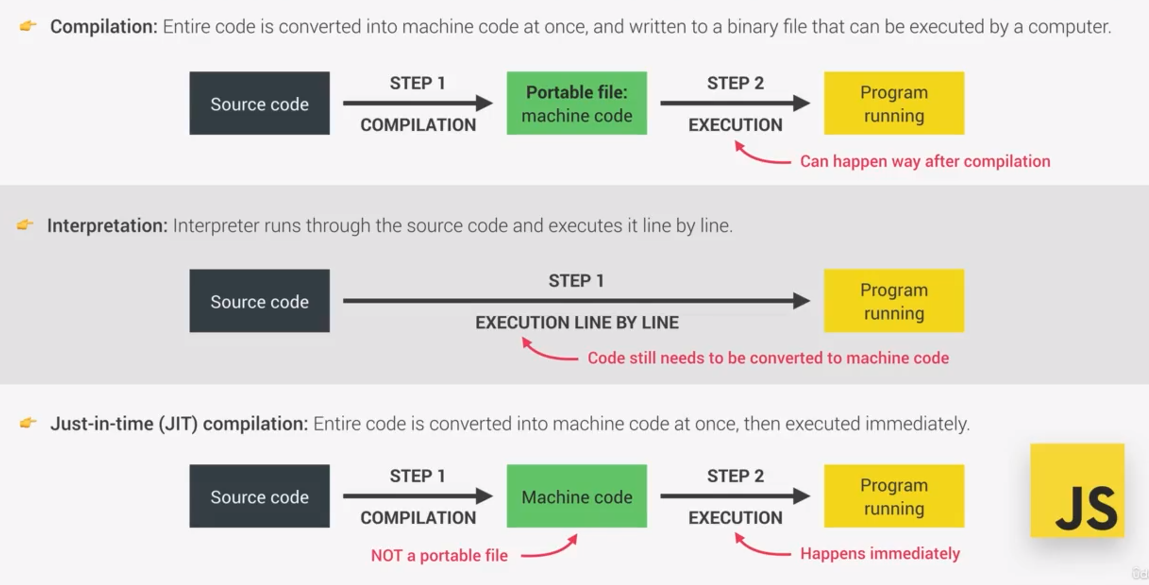 Compilation: Entire code is converted into machine code at once, and written to a binary file that can be executed by a computer.
Source code
STEP 1
COMPILATION
Portable file:
machine code
STEP 2
EXECUTION
Program
running
Can happen way after compilation
Interpretation: Interpreter runs through the source code and executes it line by line.
Source code
STEP 1
EXECUTION LINE BY LINE
Program
running
Code still needs to be converted to machine code
Just-in-time (JIT) compilation: Entire code is converted into machine code at once, then executed immediately.
Source code
STEP 1
COMPILATION
Machine code
STEP 2
EXECUTION
Program
running
NOT a portable file
Happens immediately
JS